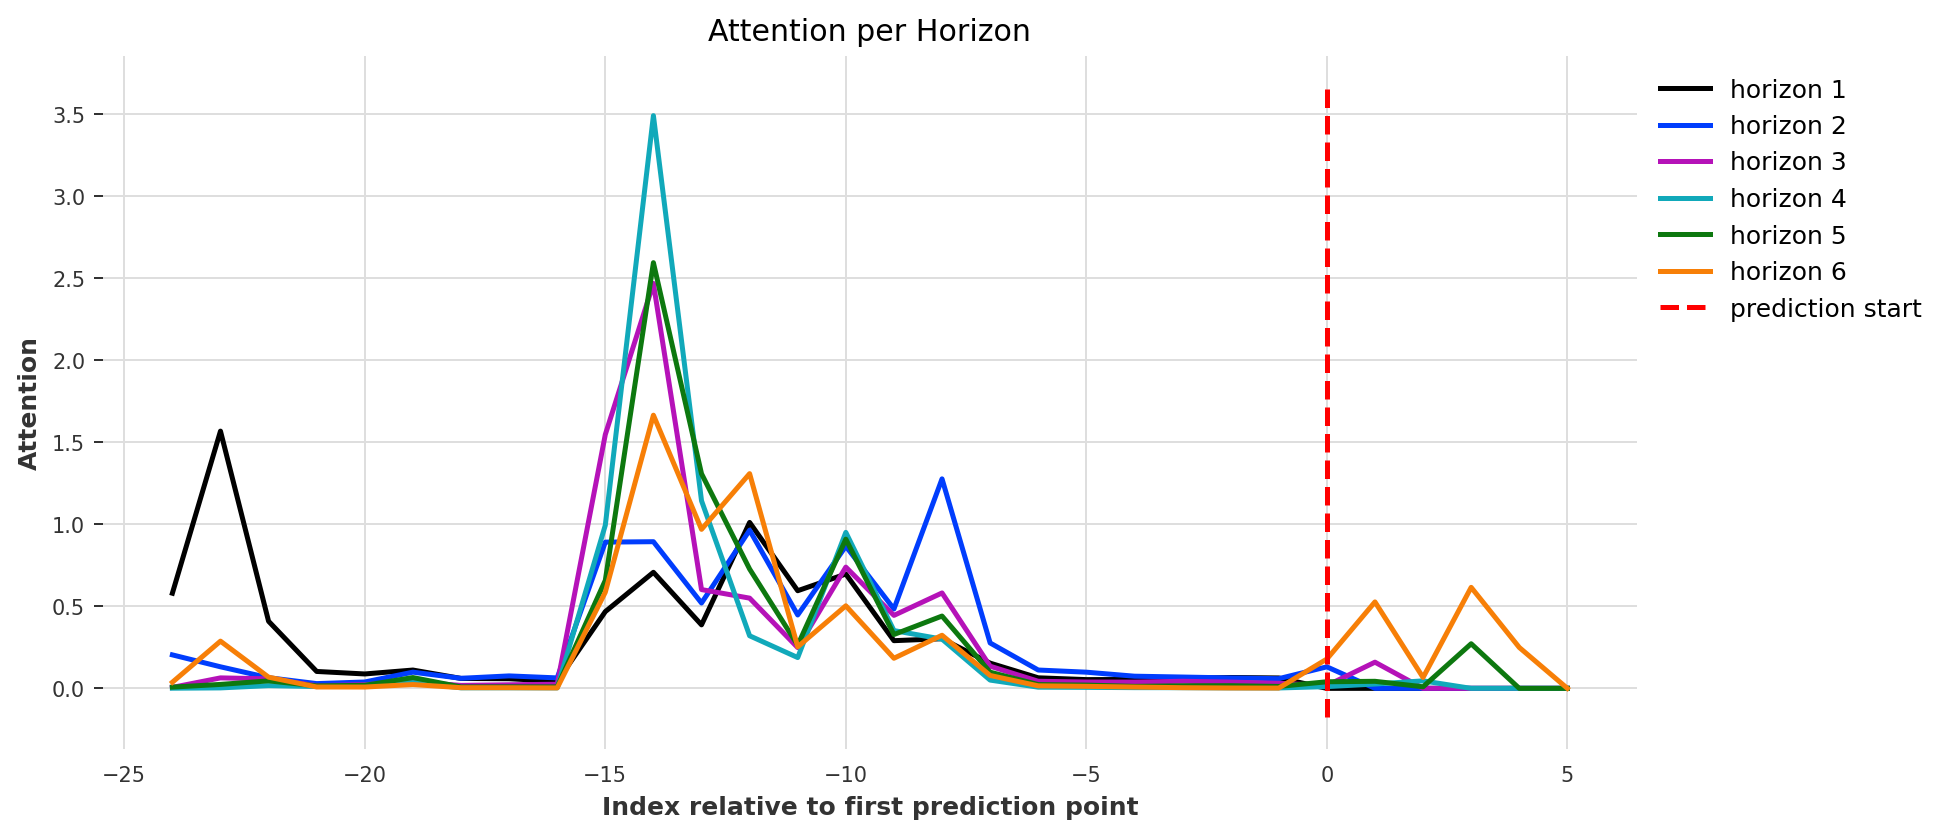 Attention per Horizon
Attention
3.5
3.0
2.5
2.0
1.5
1.0
0.5
0.0
−25
−20
−15
−10
−5
0
5
Index relative to first prediction point
horizon 1
horizon 2
horizon 3
horizon 4
horizon 5
horizon 6
prediction start